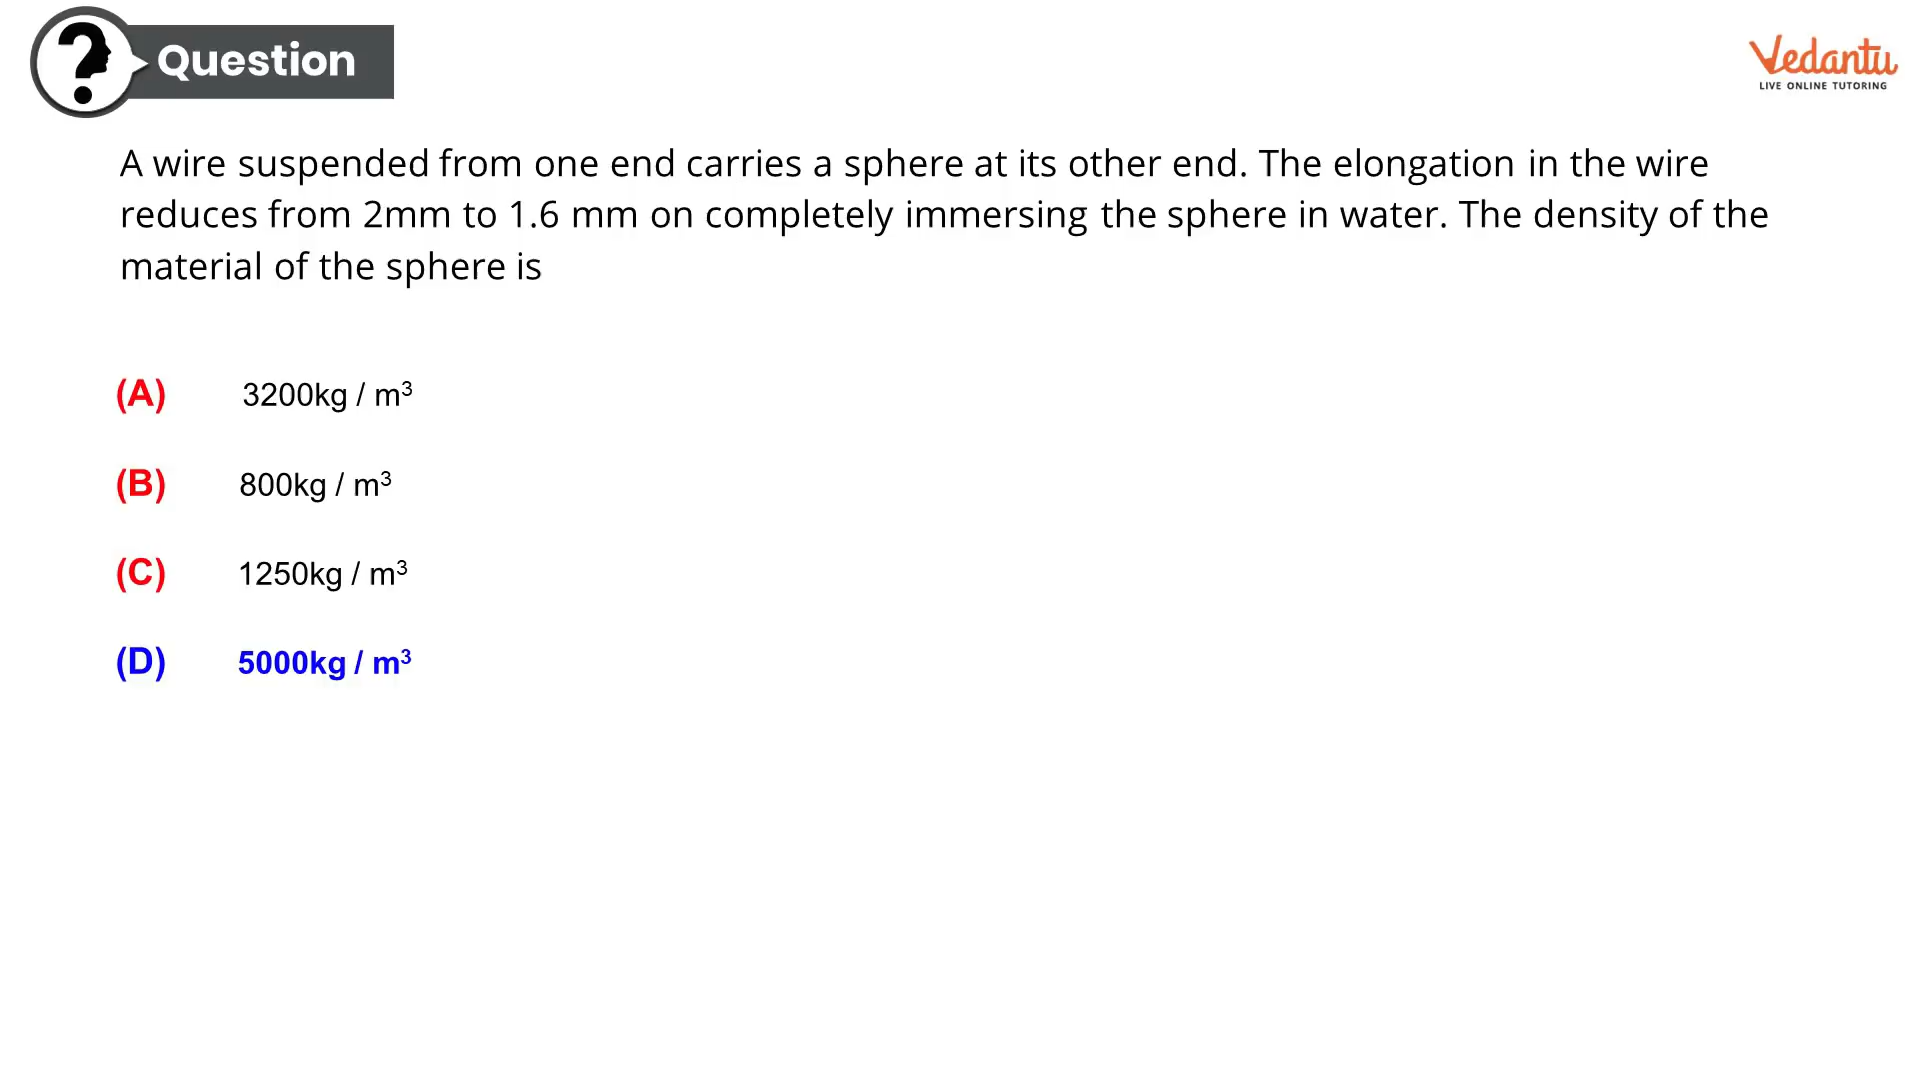 Question
Vedantu
LIVE ONLINE TUTORING
A wire suspended from one end carries a sphere at its other end. The elongation in the wire
reduces from 2mm to 1.6 mm on completely immersing the sphere in water. The density of the
material of the sphere is
(A) 3200kg / m³
(B) 800kg / m³
(C) 1250kg / m³
(D) 5000kg / m³